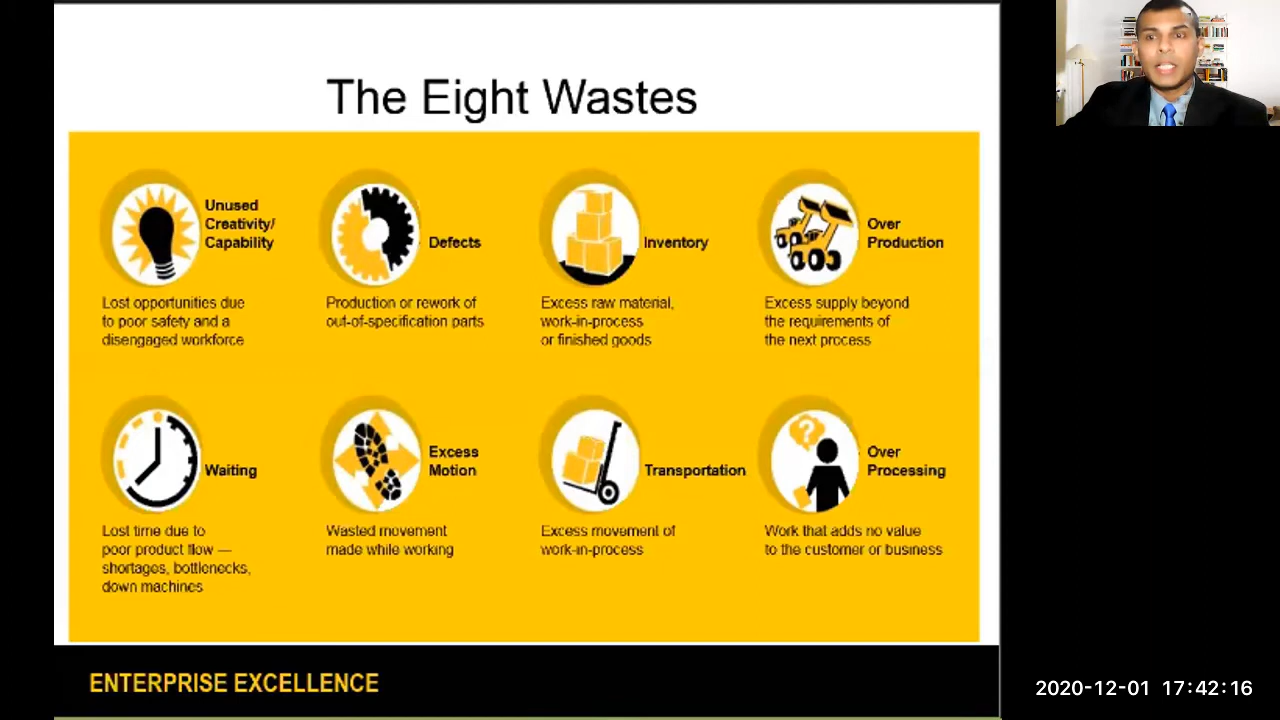 The Eight Wastes
Unused
Creativity/
Capability
Lost opportunities due
to poor safety and a
disengaged workforce
Defects
Production or rework of
out-of-specification parts
Inventory
Excess raw material,
work-in-process
or finished goods
Over
Production
Excess supply beyond
the requirements of
the next process
Waiting
Lost time due to
poor product flow —
shortages, bottlenecks,
down machines
Excess
Motion
Wasted movement
made while working
Transportation
Excess movement of
work-in-process
?
Over
Processing
Work that adds no value
to the customer or business
ENTERPRISE EXCELLENCE
2020-12-01 17:42:16